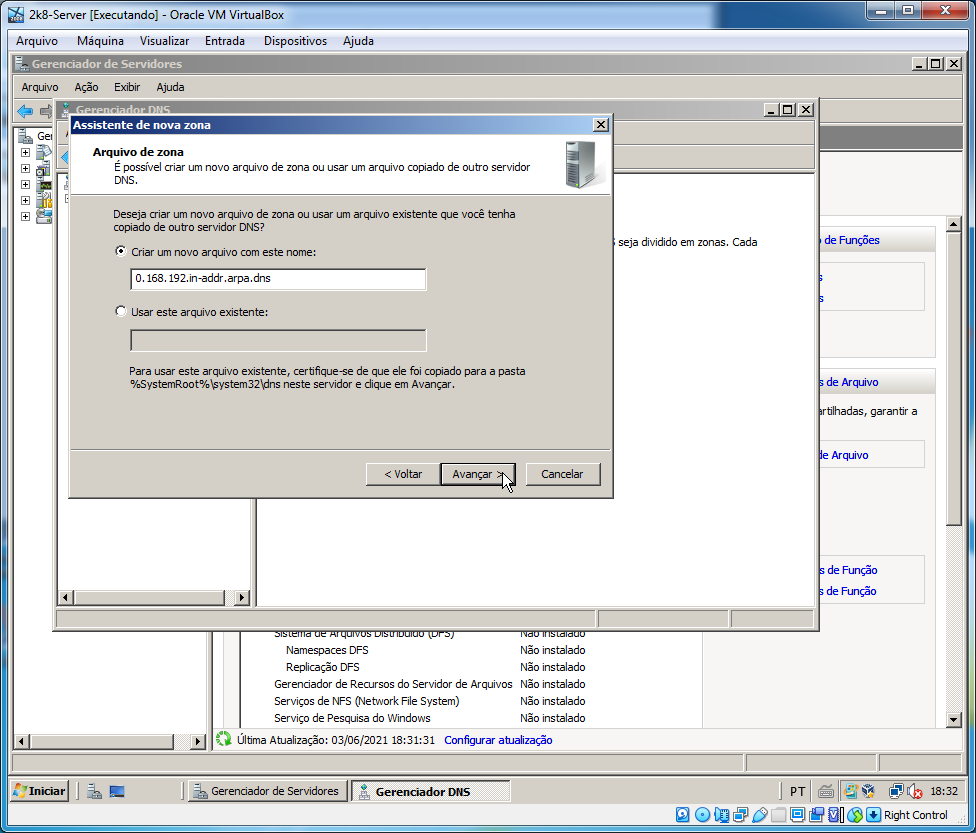 2k8-Server [Executando] - Oracle VM VirtualBox
Arquivo Máquina Visualizar Entrada Dispositivos Ajuda
Gerenciador de Servidores
Arquivo Ação Exibir Ajuda
Gerenciador DNS
Assistente de nova zona
Arquivo de zona
É possível criar um novo arquivo de zona ou usar um arquivo copiado de outro servidor
DNS.
Deseja criar um novo arquivo de zona ou usar um arquivo existente que você tenha
copiado de outro servidor DNS?
Criar um novo arquivo com este nome:
0.168.192.in-addr.arpa.dns
Usar este arquivo existente:
Para usar este arquivo existente, certifique-se de que ele foi copiado para a pasta
%SystemRoot%\system32\dns neste servidor e clique em Avançar.
< Voltar Avançar > Cancelar
seja dividido em zonas. Cada
de Funções
s de Arquivo
garantir a
de Arquivo
s de Função
s de Função
Sistema de Arquivos Distribuído (DFS) Não instalado
Namespaces DFS Não instalado
Replicação DFS Não instalado
Gerenciador de Recursos do Servidor de Arquivos Não instalado
Serviços de NFS (Network File System) Não instalado
Serviço de Pesquisa do Windows Não instalado
Última Atualização: 03/06/2021 18:31:31 Configurar atualização
Iniciar Gerenciador de Servidores Gerenciador DNS PT 18:32
Right Control